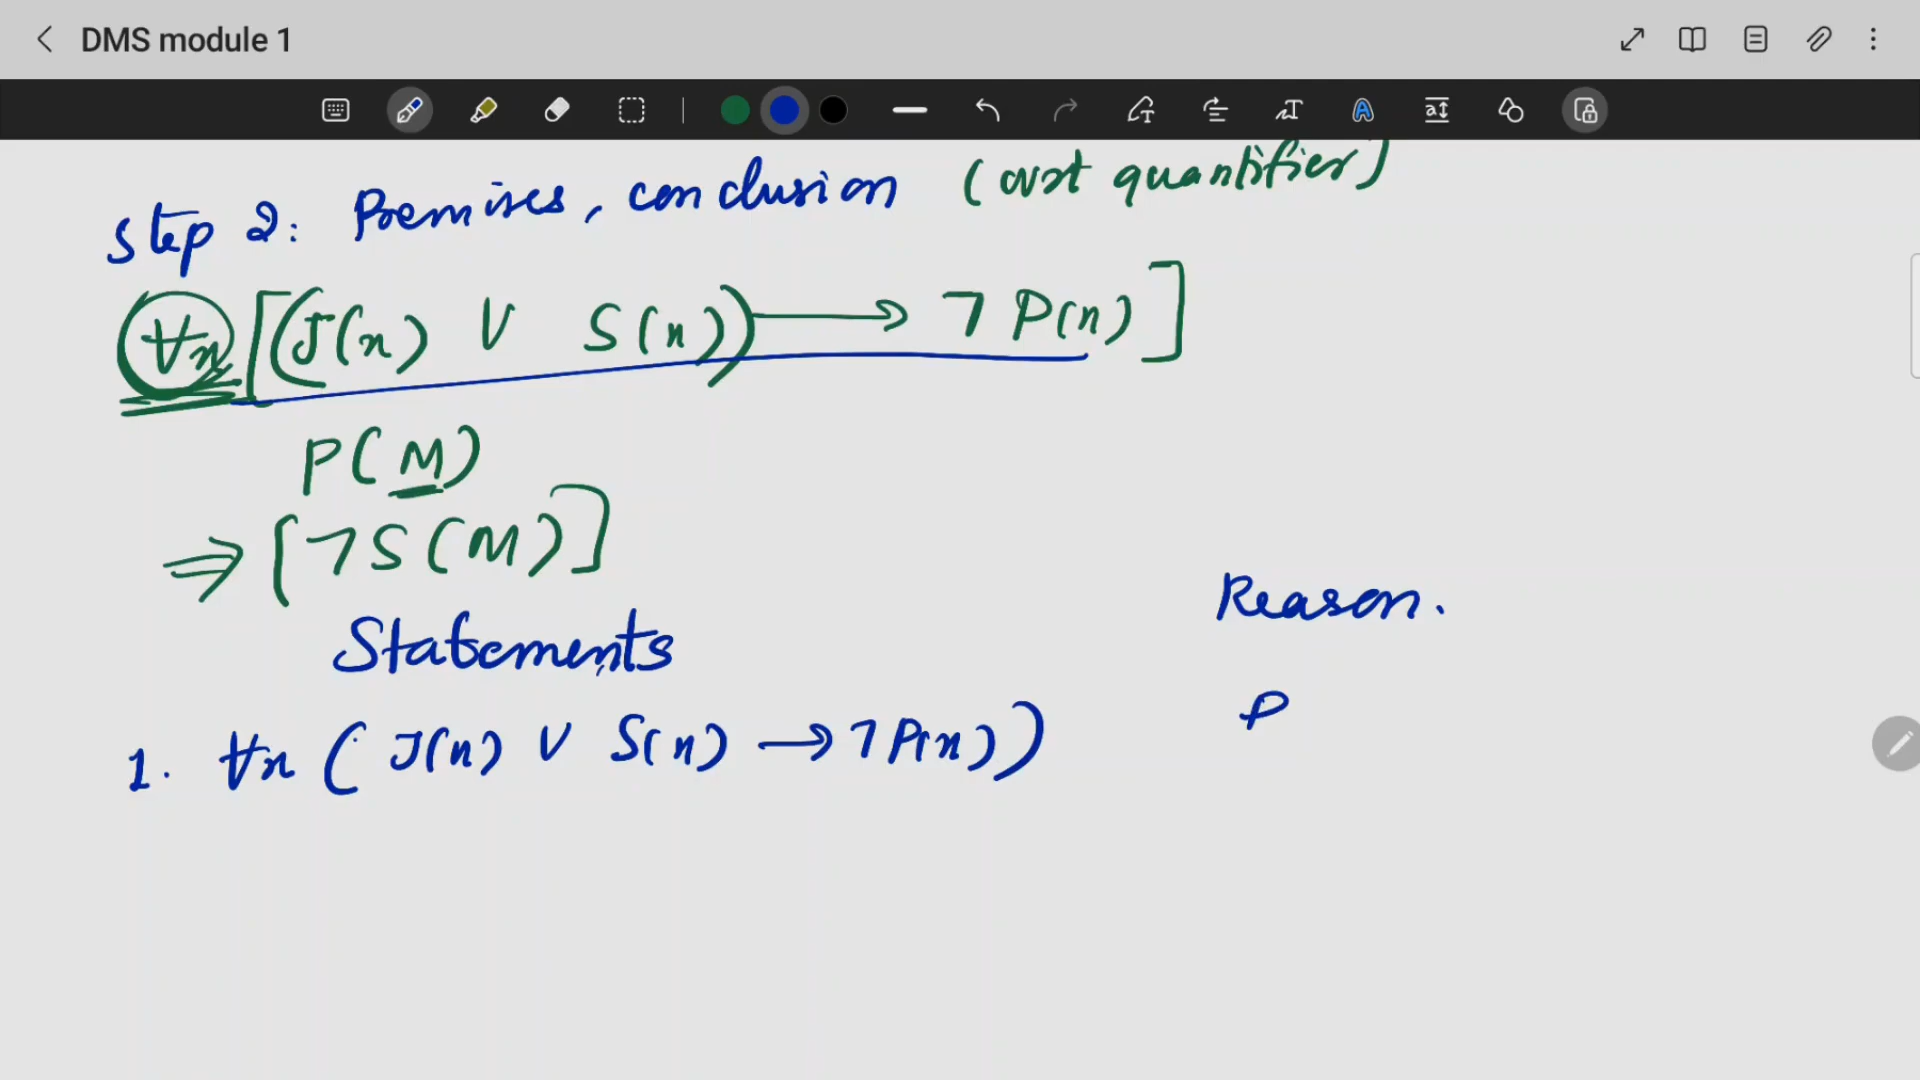 DMS module 1
Step 2: Premises, conclusion (wrt quantifier)
∀x [(J(x) ∨ S(x)) → ¬P(x)]
P(M)
⇒ [¬S(M)]
Statements Reason.
1. ∀x (J(x) ∨ S(x) → ¬P(x)) P